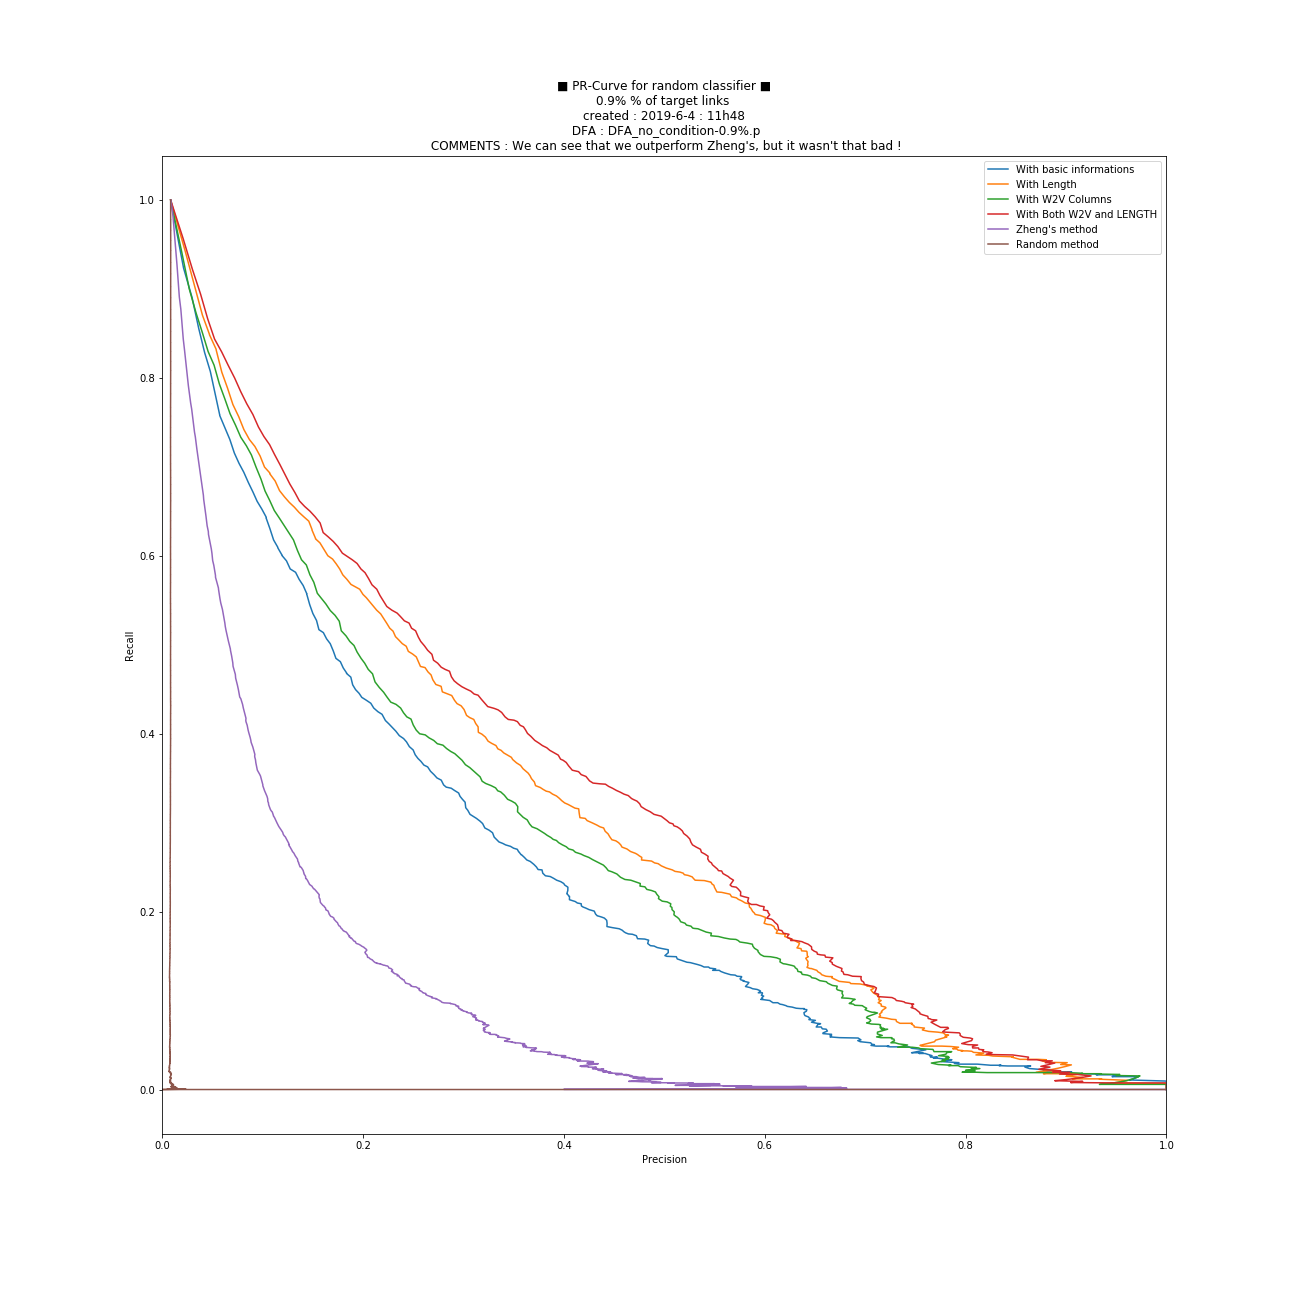 ■ PR-Curve for random classifier ■
0.9% % of target links
created : 2019-6-4 : 11h48
DFA : DFA_no_condition-0.9%.p
COMMENTS : We can see that we outperform Zheng's, but it wasn't that bad !
With basic informations
With Length
With W2V Columns
With Both W2V and LENGTH
Zheng's method
Random method
1.0
0.8
0.6
0.4
0.2
0.0
Recall
0.0 0.2 0.4 0.6 0.8 1.0
Precision